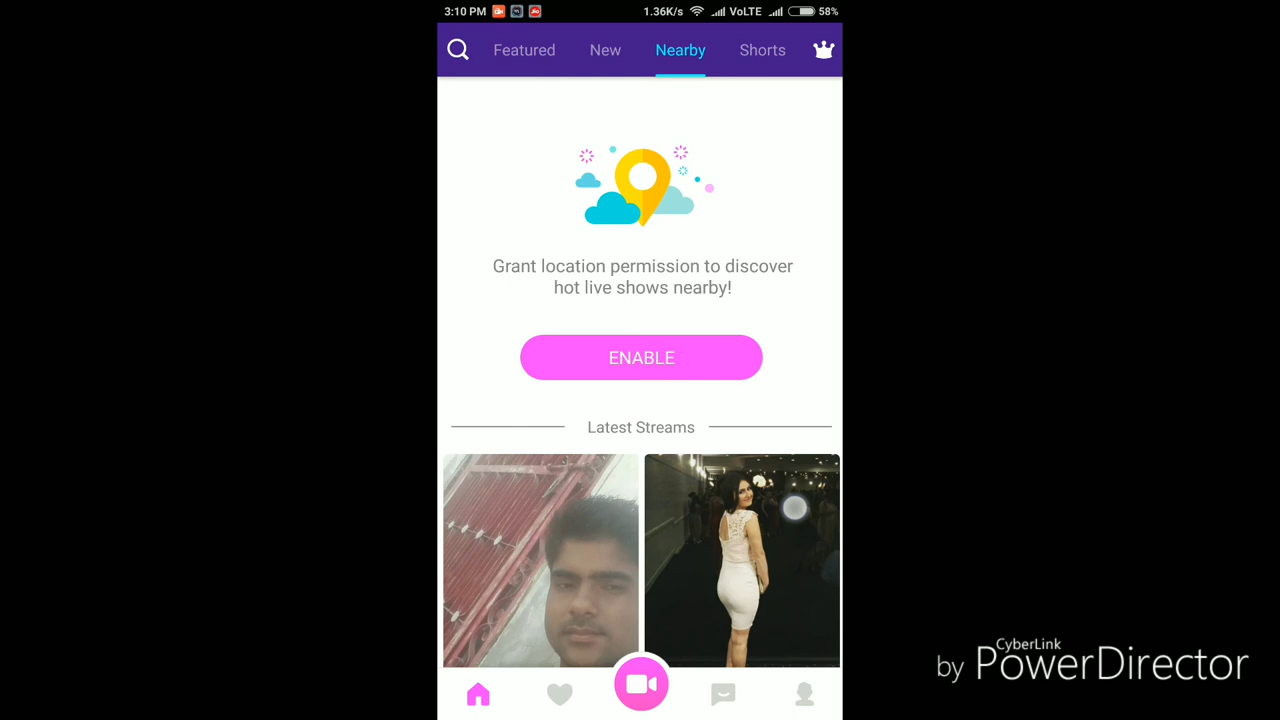 3:10 PM
1.36K/s VoLTE 58%
Featured New Nearby Shorts
Grant location permission to discover
hot live shows nearby!
ENABLE
Latest Streams
CyberLink
by PowerDirector